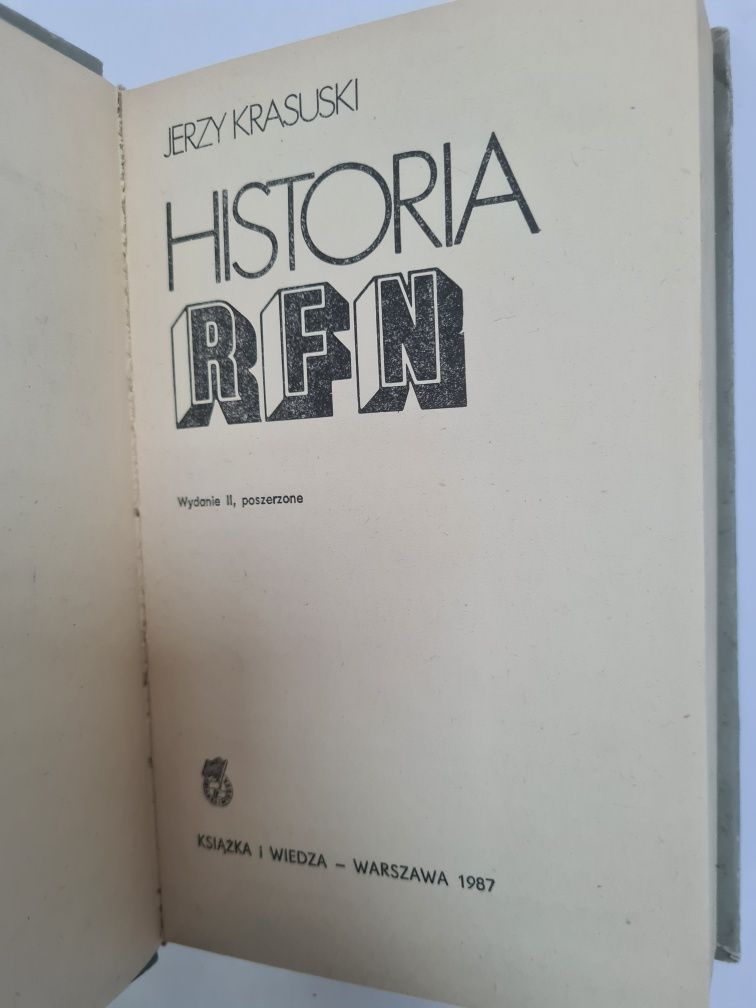 JERZY KRASUSKI
HISTORIA
RFN
Wydanie II, poszerzone
KSIĄŻKA i WIEDZA – WARSZAWA 1987